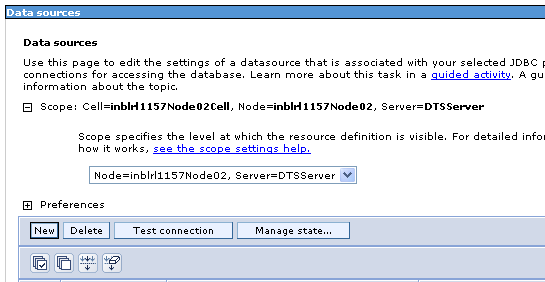 Data sources
Data sources
Use this page to edit the settings of a datasource that is associated with your selected JDBC
connections for accessing the database. Learn more about this task in a guided activity. A
information about the topic.
Scope: Cell=inblrl1157Node02Cell, Node=inblrl1157Node02, Server=DTSServer
Scope specifies the level at which the resource definition is visible. For detailed
how it works, see the scope settings help.
Node=inblrl1157Node02, Server=DTSServer
Preferences
New Delete Test connection Manage state...